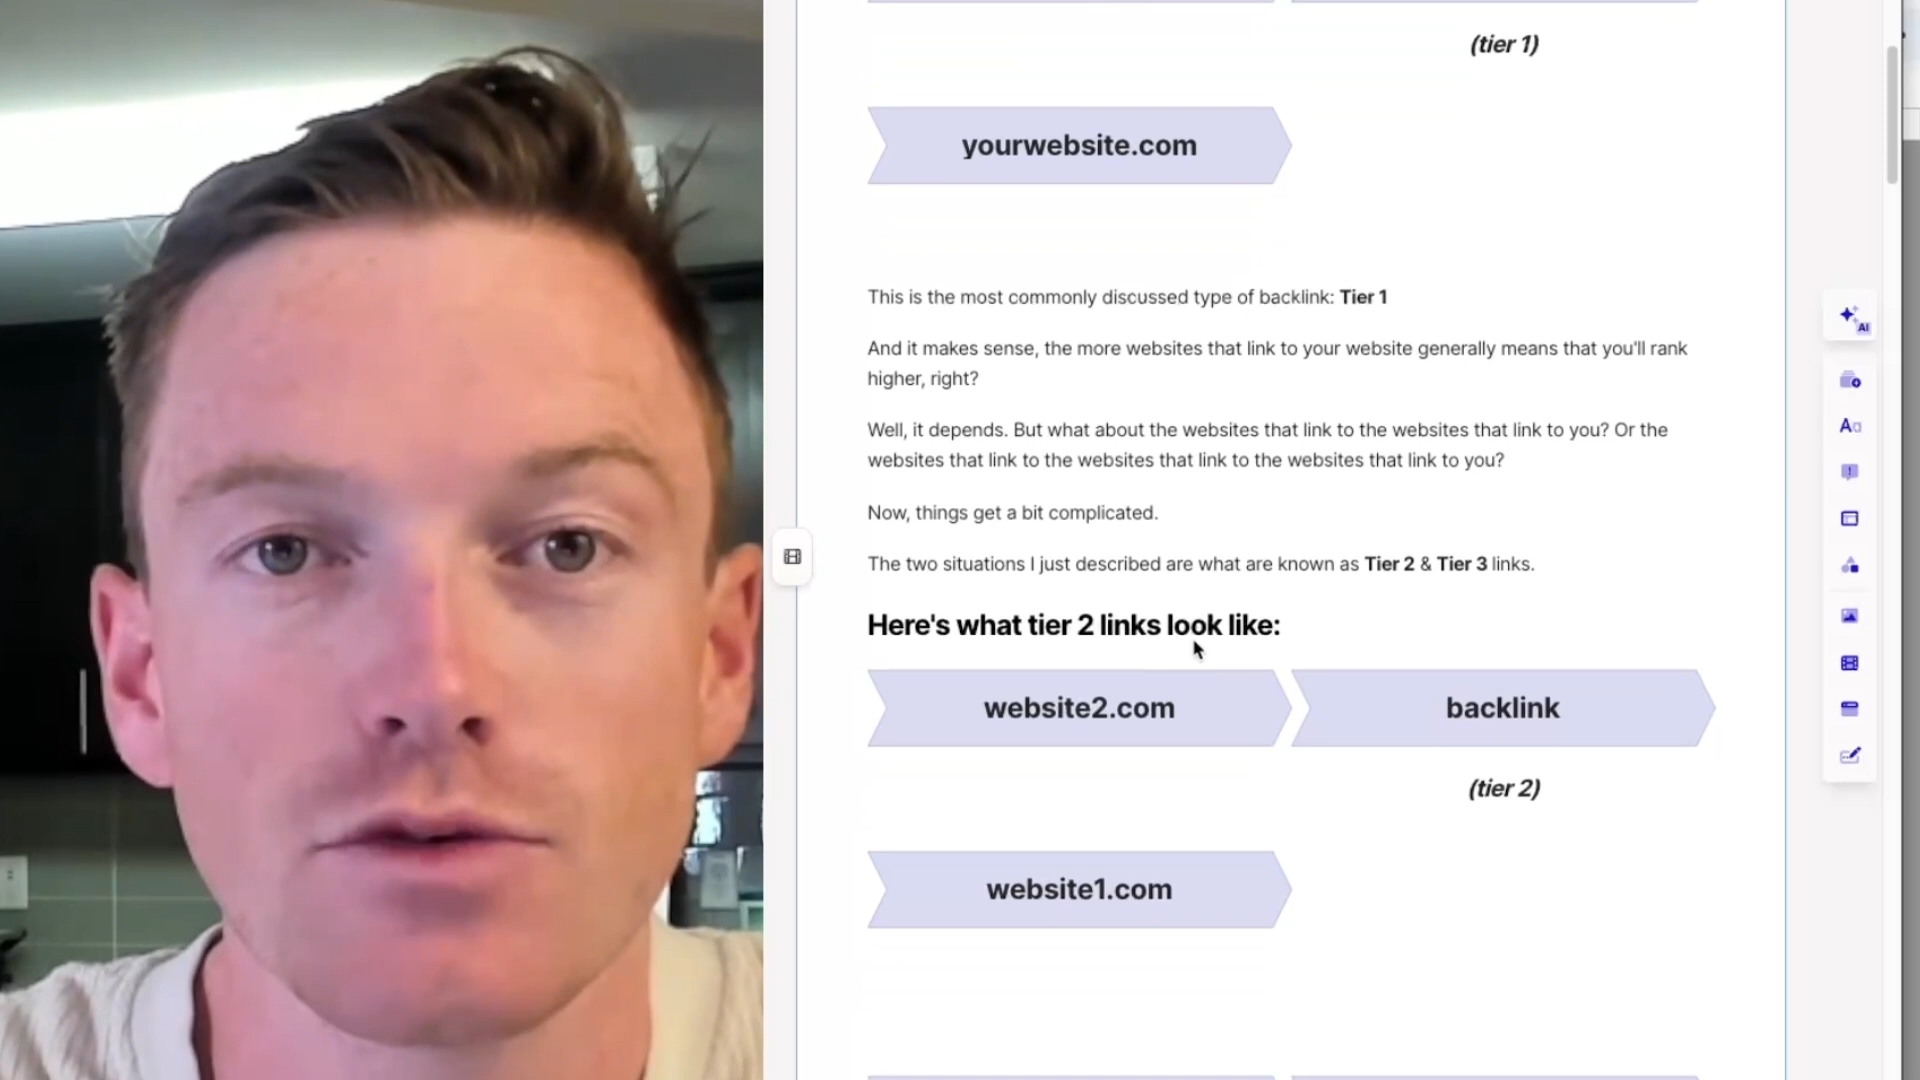 (tier 1)
yourwebsite.com
This is the most commonly discussed type of backlink: Tier 1
And it makes sense, the more websites that link to your website generally means that you'll rank
higher, right?
Well, it depends. But what about the websites that link to the websites that link to you? Or the
websites that link to the websites that link to the websites that link to you?
Now, things get a bit complicated.
The two situations I just described are what are known as Tier 2 & Tier 3 links.
Here's what tier 2 links look like:
website2.com
backlink
(tier 2)
website1.com
AI
Aa